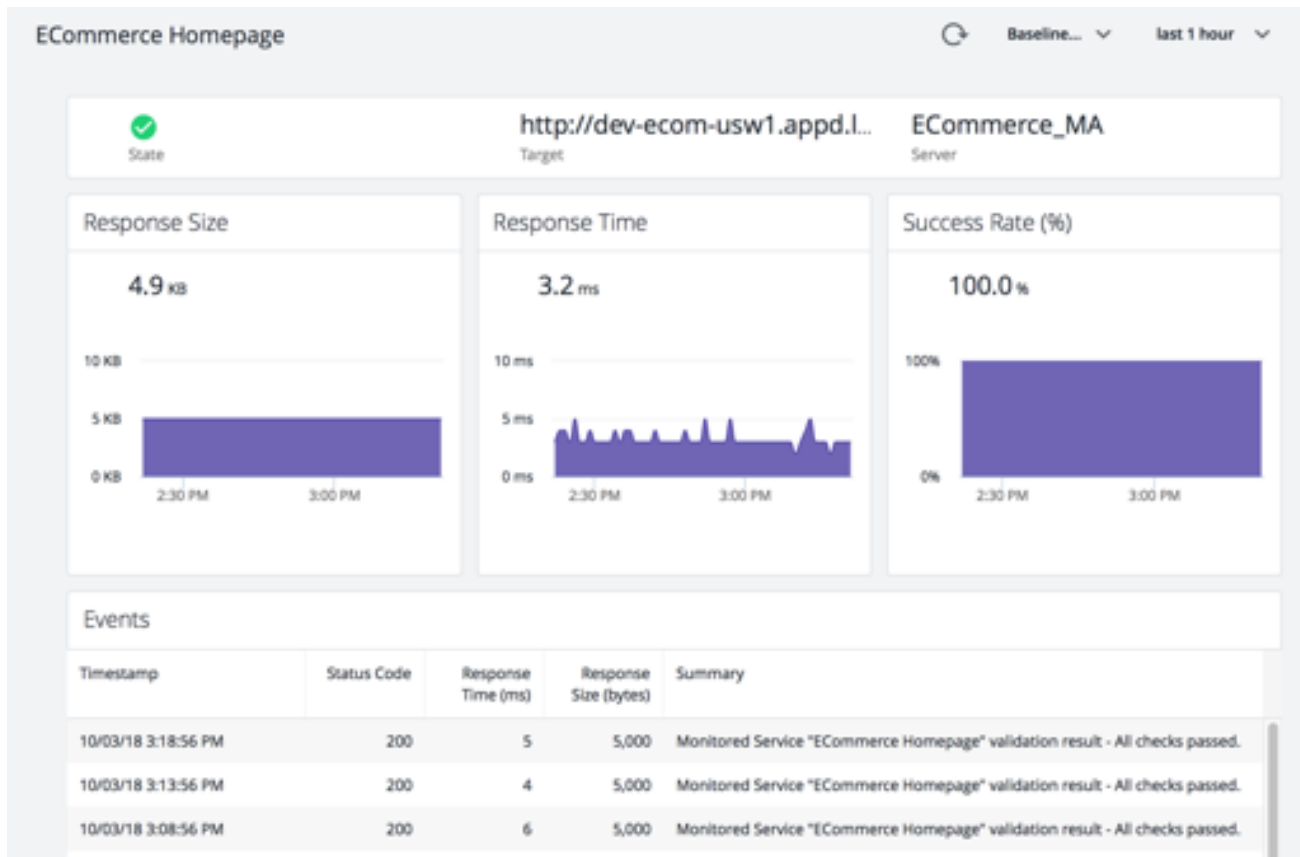 ECommerce Homepage Baseline... last 1 hour
http://dev-ecom-usw1.appd.l... ECommerce_MA
State Target Server
Response Size Response Time Success Rate (%)
4.9 KB 3.2 ms 100.0 %
10 KB 10 ms 100%
5 KB 5 ms
0 KB 0 ms 0%
2:30 PM 3:00 PM 2:30 PM 3:00 PM 2:30 PM 3:00 PM
Events
Timestamp Status Code Response Response Summary
Time (ms) Size (bytes)
10/03/18 3:18:56 PM 200 5 5,000 Monitored Service "ECommerce Homepage" validation result - All checks passed.
10/03/18 3:13:56 PM 200 4 5,000 Monitored Service "ECommerce Homepage" validation result - All checks passed.
10/03/18 3:08:56 PM 200 6 5,000 Monitored Service "ECommerce Homepage" validation result - All checks passed.